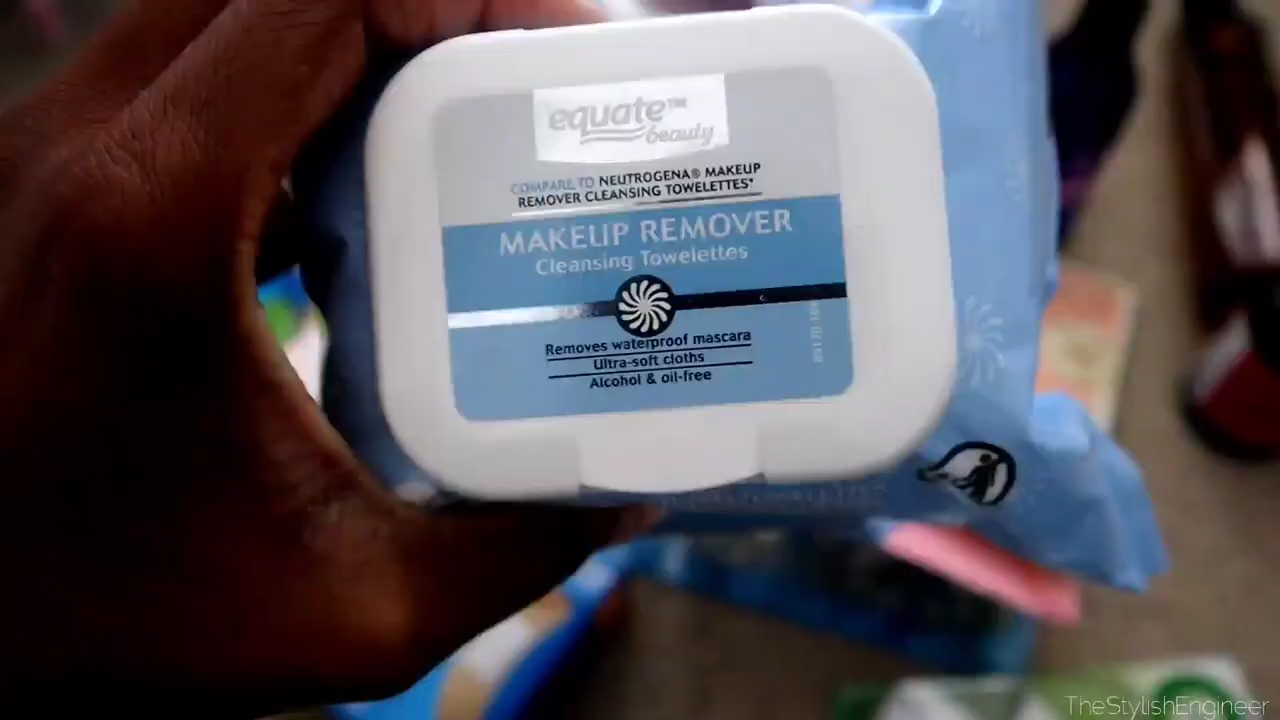 equate™
beauty
COMPARE TO NEUTROGENA® MAKEUP
REMOVER CLEANSING TOWELETTES*
MAKEUP REMOVER
Cleansing Towelettes
Removes waterproof mascara
Ultra-soft cloths
Alcohol & oil-free
TheStylishEngineer